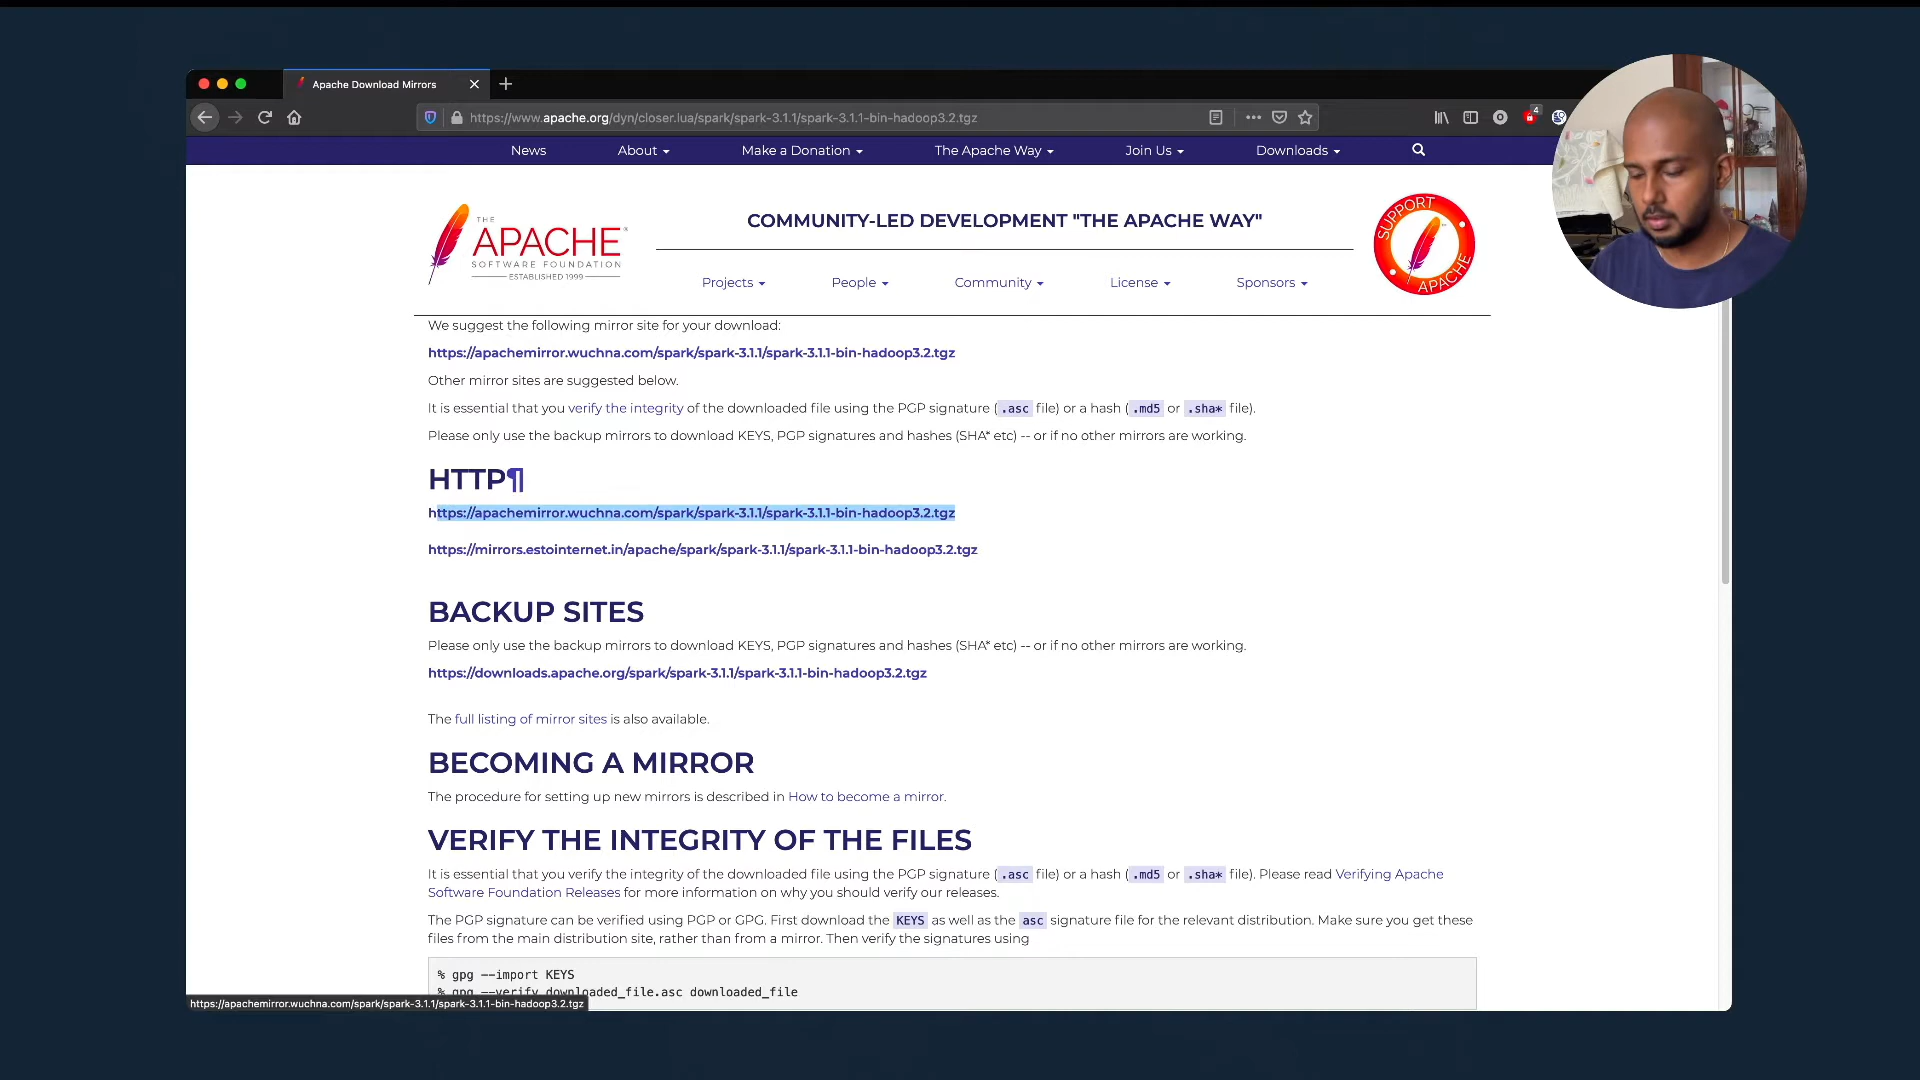 Apache Download Mirrors
https://www.apache.org/dyn/closer.lua/spark/spark-3.1.1/spark-3.1.1-bin-hadoop3.2.tgz
4
News About Make a Donation The Apache Way Join Us Downloads
THE APACHE®
SOFTWARE FOUNDATION
ESTABLISHED 1999
COMMUNITY-LED DEVELOPMENT "THE APACHE WAY"
SUPPORT APACHE
Projects People Community License Sponsors
We suggest the following mirror site for your download:
https://apachemirror.wuchna.com/spark/spark-3.1.1/spark-3.1.1-bin-hadoop3.2.tgz
Other mirror sites are suggested below.
It is essential that you verify the integrity of the downloaded file using the PGP signature (.asc file) or a hash (.md5 or .sha* file).
Please only use the backup mirrors to download KEYS, PGP signatures and hashes (SHA* etc) -- or if no other mirrors are working.
HTTP¶
https://apachemirror.wuchna.com/spark/spark-3.1.1/spark-3.1.1-bin-hadoop3.2.tgz
https://mirrors.estointernet.in/apache/spark/spark-3.1.1/spark-3.1.1-bin-hadoop3.2.tgz
BACKUP SITES
Please only use the backup mirrors to download KEYS, PGP signatures and hashes (SHA* etc) -- or if no other mirrors are working.
https://downloads.apache.org/spark/spark-3.1.1/spark-3.1.1-bin-hadoop3.2.tgz
The full listing of mirror sites is also available.
BECOMING A MIRROR
The procedure for setting up new mirrors is described in How to become a mirror.
VERIFY THE INTEGRITY OF THE FILES
It is essential that you verify the integrity of the downloaded file using the PGP signature (.asc file) or a hash (.md5 or .sha* file). Please read Verifying Apache
Software Foundation Releases for more information on why you should verify our releases.
The PGP signature can be verified using PGP or GPG. First download the KEYS as well as the asc signature file for the relevant distribution. Make sure you get these
files from the main distribution site, rather than from a mirror. Then verify the signatures using
% gpg --import KEYS
% gpg --verify downloaded_file.asc downloaded_file
https://apachemirror.wuchna.com/spark/spark-3.1.1/spark-3.1.1-bin-hadoop3.2.tgz